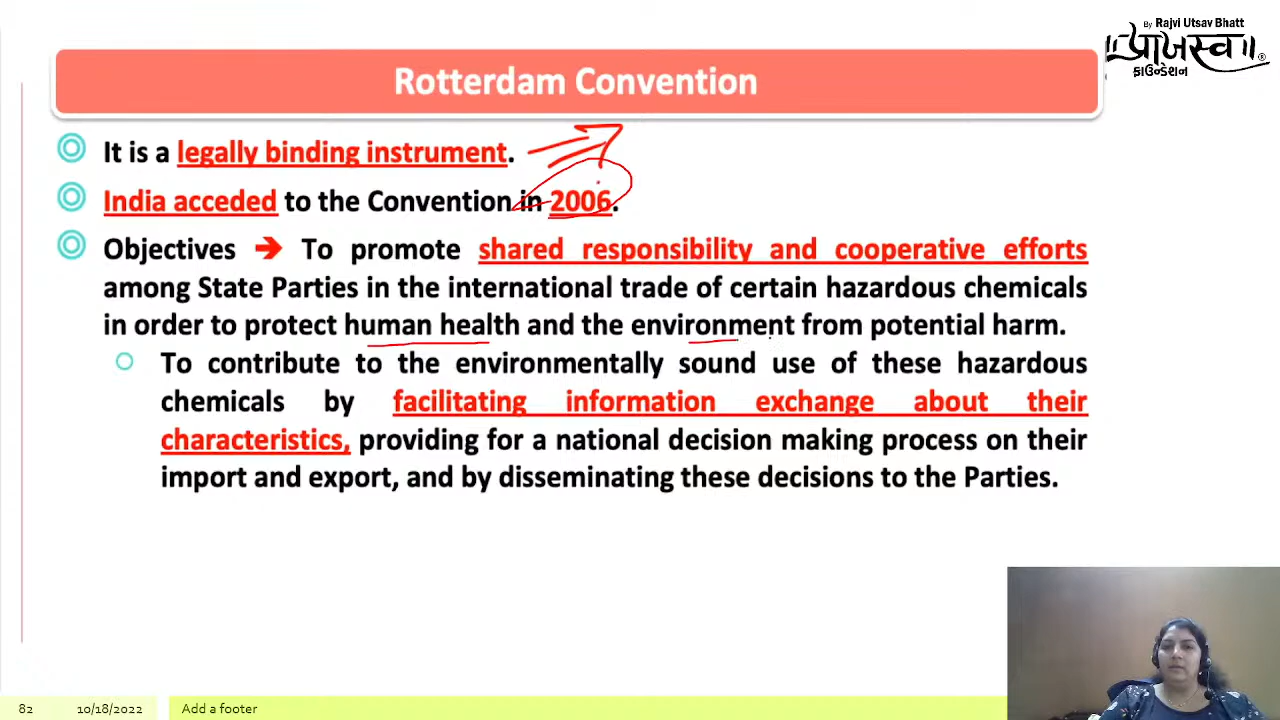 By Rajvi Utsav Bhatt
॥प्राजस्व॥
ફાઉન્ડેશન
Rotterdam Convention
It is a legally binding instrument.
India acceded to the Convention in 2006.
Objectives ➔ To promote shared responsibility and cooperative efforts
among State Parties in the international trade of certain hazardous chemicals
in order to protect human health and the environment from potential harm.
To contribute to the environmentally sound use of these hazardous
chemicals by facilitating information exchange about their
characteristics, providing for a national decision making process on their
import and export, and by disseminating these decisions to the Parties.
82 10/18/2022 Add a footer